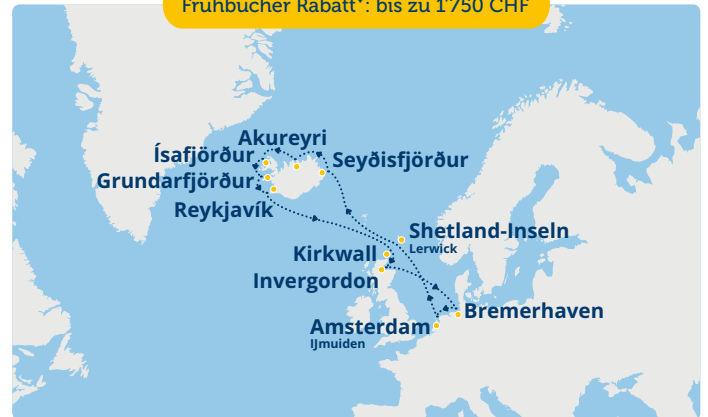 Frühbucher Rabatt*: bis zu 1'750 CHF
Akureyri
Ísafjörður
Seyðisfjörður
Grundarfjörður
Reykjavík
Shetland-Inseln
Lerwick
Kirkwall
Invergordon
Bremerhaven
Amsterdam
IJmuiden